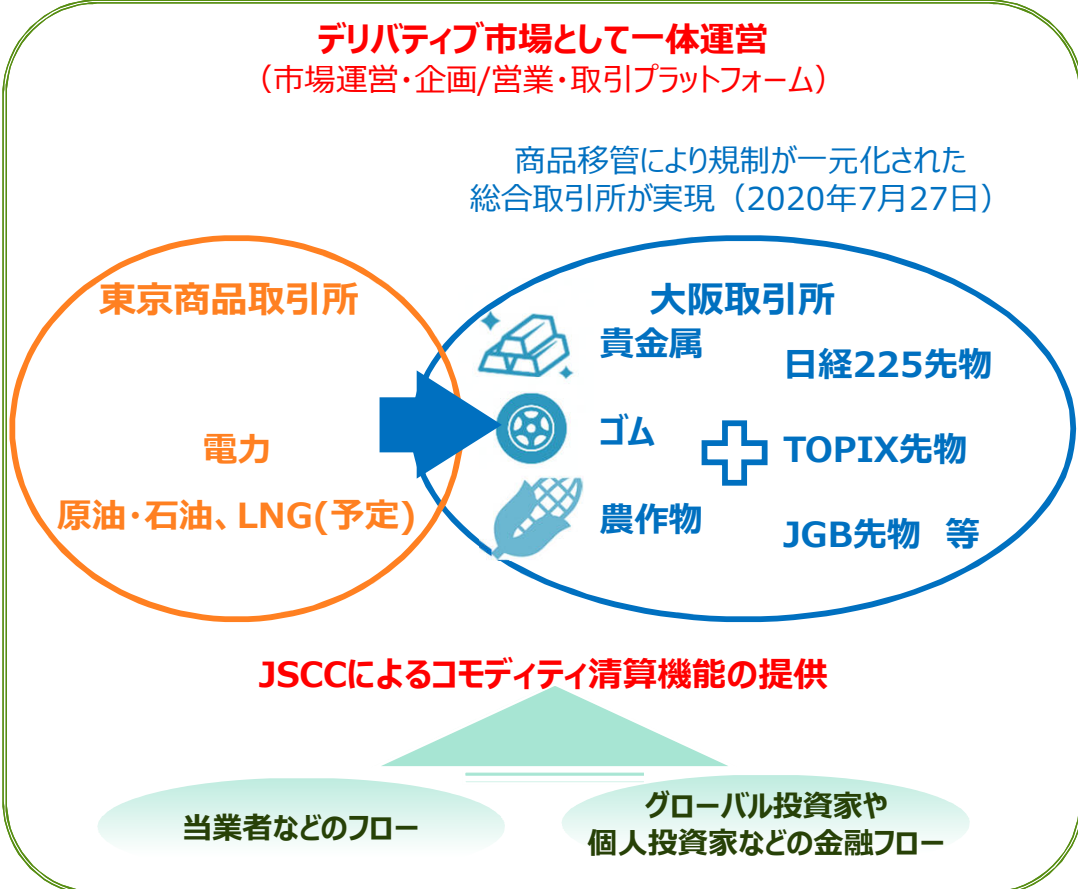 デリバティブ市場として一体運営
（市場運営・企画/営業・取引プラットフォーム）
商品移管により規制が一元化された
総合取引所が実現（2020年7月27日）
東京商品取引所
電力
原油・石油、LNG(予定)
大阪取引所
貴金属
ゴム
農作物
日経225先物
TOPIX先物
JGB先物 等
JSCCによるコモディティ清算機能の提供
当業者などのフロー
グローバル投資家や
個人投資家などの金融フロー